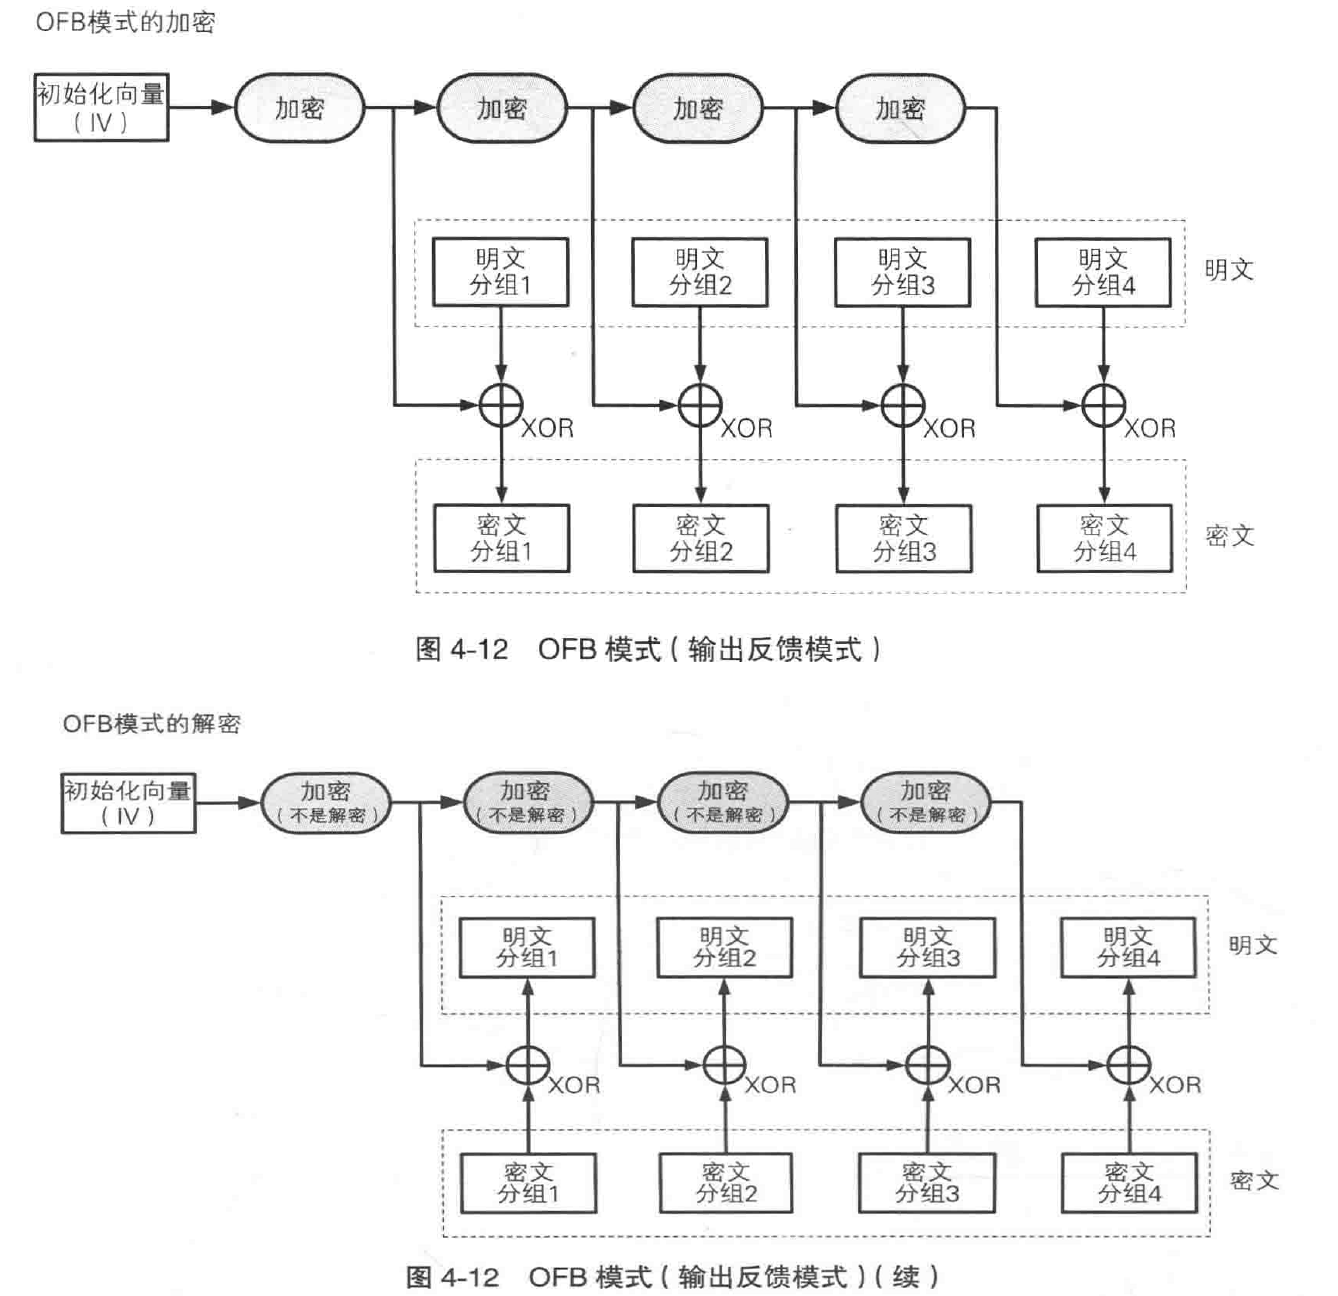 OFB模式的加密
初始化向量
（IV）
加密
加密
加密
加密
明文
分组1
明文
分组2
明文
分组3
明文
分组4
明文
XOR
XOR
XOR
XOR
密文
分组1
密文
分组2
密文
分组3
密文
分组4
密文
图 4-12 OFB 模式（输出反馈模式）
OFB模式的解密
初始化向量
（IV）
加密
（不是解密）
加密
（不是解密）
加密
（不是解密）
加密
（不是解密）
明文
分组1
明文
分组2
明文
分组3
明文
分组4
明文
XOR
XOR
XOR
XOR
密文
分组1
密文
分组2
密文
分组3
密文
分组4
密文
图 4-12 OFB 模式（输出反馈模式）（续）